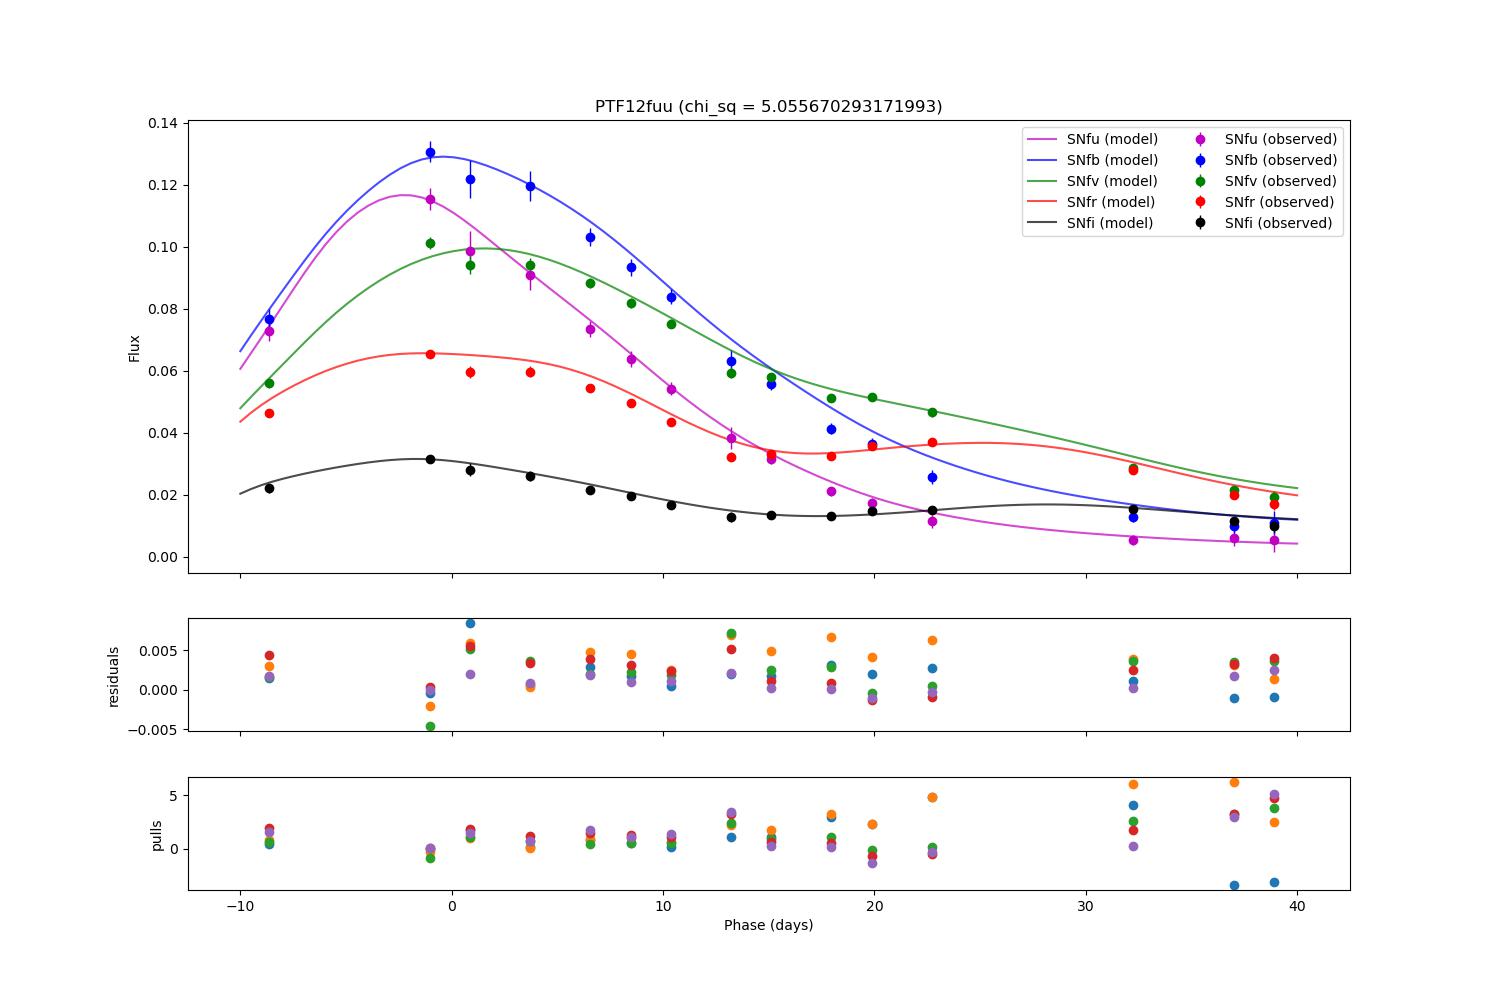 PTF12fuu (chi_sq = 5.055670293171993)
0.14
0.12
0.10
0.08
0.06
0.04
0.02
0.00
Flux
SNfu (model)
SNfb (model)
SNfv (model)
SNfr (model)
SNfi (model)
SNfu (observed)
SNfb (observed)
SNfv (observed)
SNfr (observed)
SNfi (observed)
0.005
0.000
−0.005
residuals
5
0
pulls
−10
0
10
20
30
40
Phase (days)